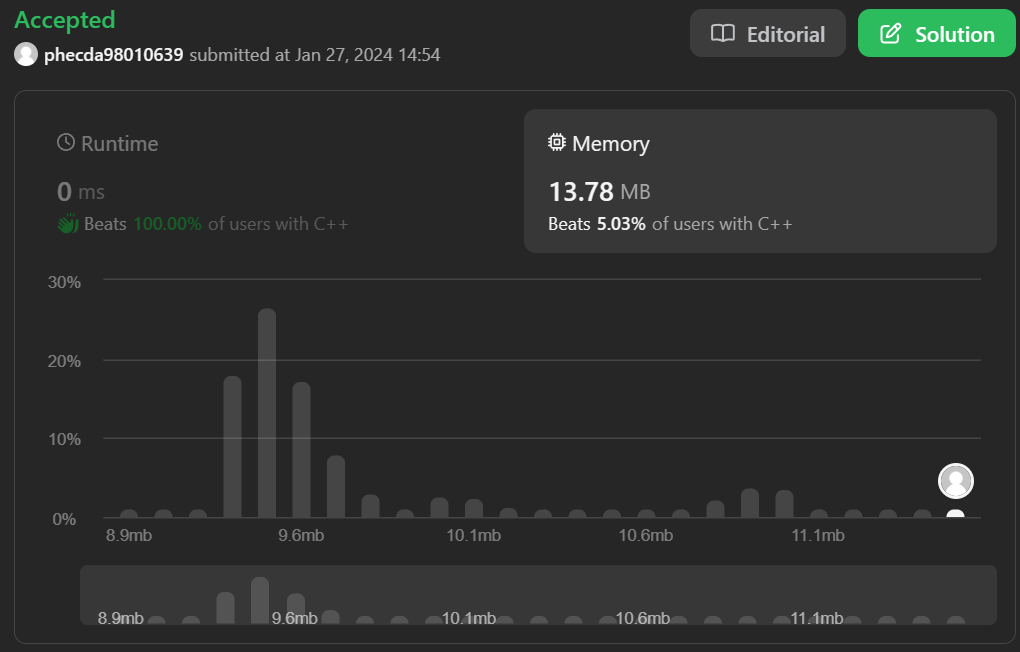 Accepted
Editorial
Solution
phecda98010639 submitted at Jan 27, 2024 14:54
Runtime
0 ms
Beats 100.00% of users with C++
Memory
13.78 MB
Beats 5.03% of users with C++
30%
20%
10%
0%
8.9mb 9.6mb 10.1mb 10.6mb 11.1mb
8.9mb 9.6mb 10.1mb 10.6mb 11.1mb